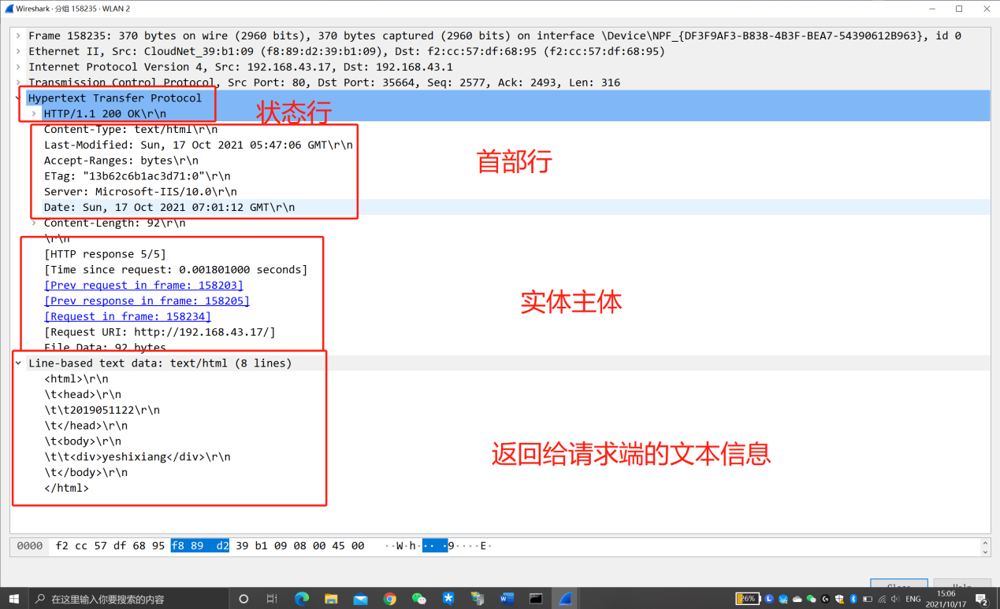 Wireshark · 分组 158235 · WLAN 2
Frame 158235: 370 bytes on wire (2960 bits), 370 bytes captured (2960 bits) on interface \Device\NPF_{DF3F9AF3-B838-4B3F-BEA7-54390612B963}, id 0
Ethernet II, Src: CloudNet_39:b1:09 (f8:89:d2:39:b1:09), Dst: f2:cc:57:df:68:95 (f2:cc:57:df:68:95)
Internet Protocol Version 4, Src: 192.168.43.17, Dst: 192.168.43.1
Transmission Control Protocol, Src Port: 80, Dst Port: 35664, Seq: 2577, Ack: 2493, Len: 316
Hypertext Transfer Protocol
HTTP/1.1 200 OK\r\n
状态行
Content-Type: text/html\r\n
Last-Modified: Sun, 17 Oct 2021 05:47:06 GMT\r\n
Accept-Ranges: bytes\r\n
首部行
ETag: "13b62c6b1ac3d71:0"\r\n
Server: Microsoft-IIS/10.0\r\n
Date: Sun, 17 Oct 2021 07:01:12 GMT\r\n
Content-Length: 92\r\n
\r\n
[HTTP response 5/5]
[Time since request: 0.001801000 seconds]
[Prev request in frame: 158203]
[Prev response in frame: 158205]
实体主体
[Request in frame: 158234]
[Request URI: http://192.168.43.17/]
File Data: 92 bytes
Line-based text data: text/html (8 lines)
<html>\r\n
\t<head>\r\n
\t\t2019051122\r\n
\t</head>\r\n
\t<body>\r\n
\t\t<div>yeshixiang</div>\r\n
返回给请求端的文本信息
\t</body>\r\n
</html>
0000 f2 cc 57 df 68 95 f8 89 d2 39 b1 09 08 00 45 00 ··W·h··· ·9····E·
Close Help
在这里输入你要搜索的内容
26%
ENG
15:06
2021/10/17
2